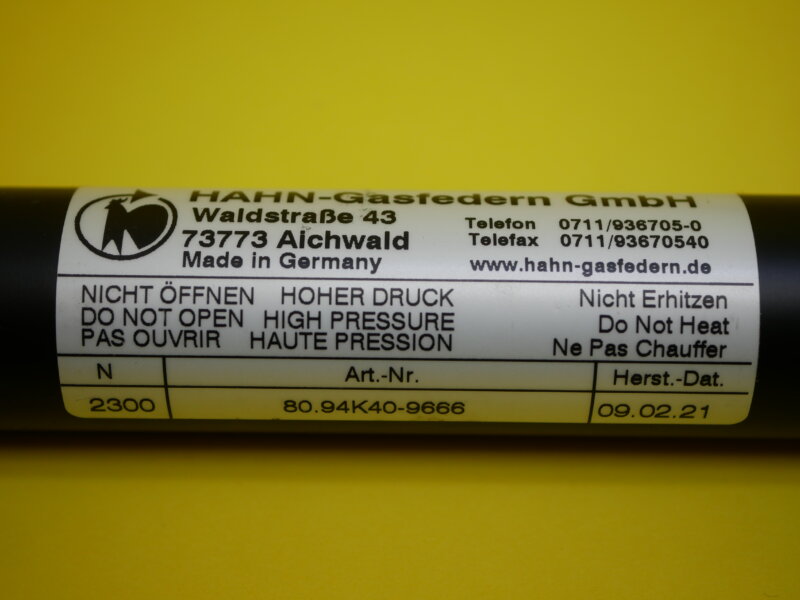 HAHN-Gasfedern GmbH
Waldstraße 43
73773 Aichwald
Made in Germany
Telefon 0711/936705-0
Telefax 0711/93670540
www.hahn-gasfedern.de
NICHT ÖFFNEN HOHER DRUCK Nicht Erhitzen
DO NOT OPEN HIGH PRESSURE Do Not Heat
PAS OUVRIR HAUTE PRESSION Ne Pas Chauffer
N Art.-Nr. Herst.-Dat.
2300 80.94K40-9666 09.02.21